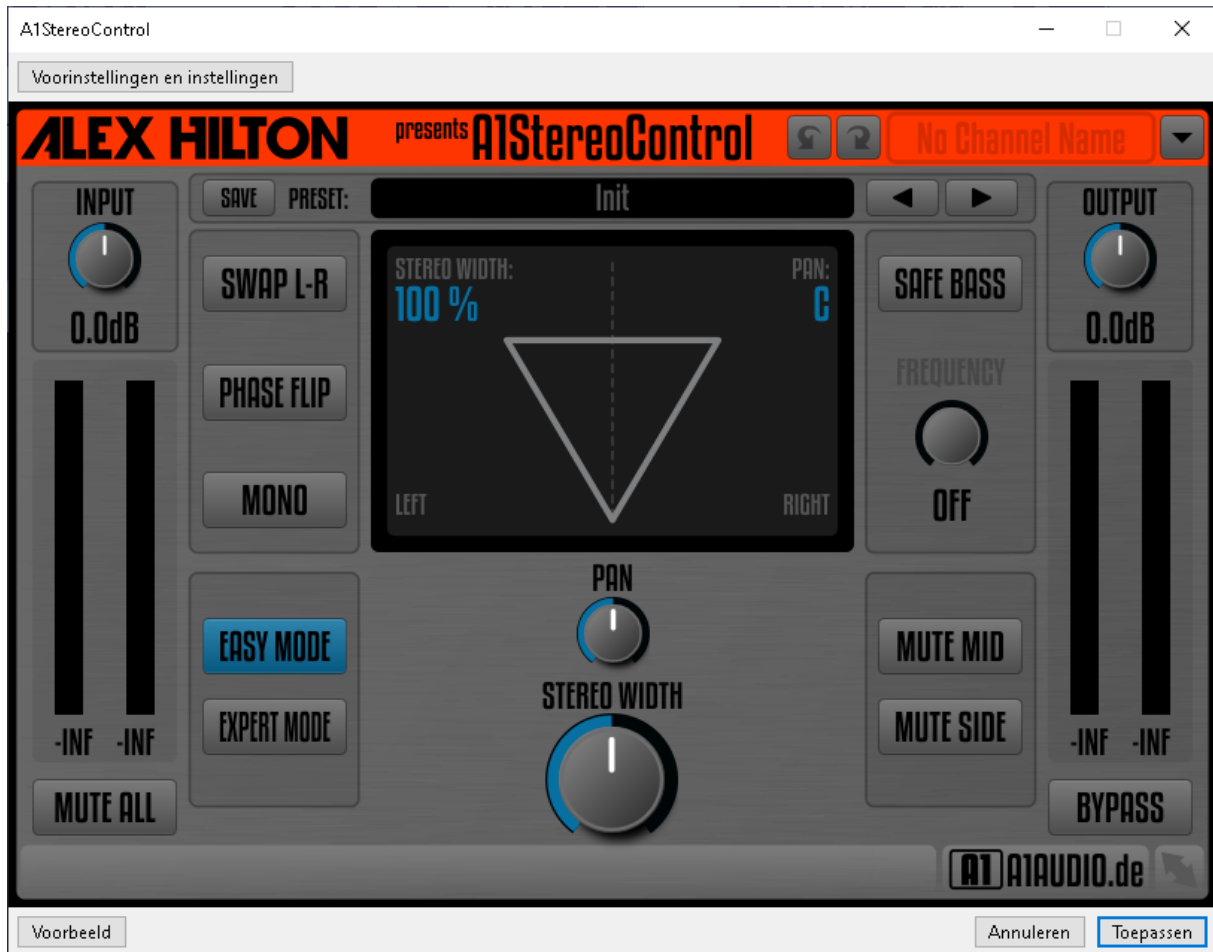 A1StereoControl
Voorinstellingen en instellingen
ALEX HILTON presents A1StereoControl No Channel Name
INPUT
0.0dB
SAVE PRESET: Init
OUTPUT
0.0dB
SWAP L-R
PHASE FLIP
MONO
STEREO WIDTH: PAN:
100 % C
LEFT RIGHT
SAFE BASS
FREQUENCY
OFF
EASY MODE
EXPERT MODE
PAN
STEREO WIDTH
MUTE MID
MUTE SIDE
-INF -INF
MUTE ALL
-INF -INF
BYPASS
A1 A1AUDIO.de
Voorbeeld Annuleren Toepassen